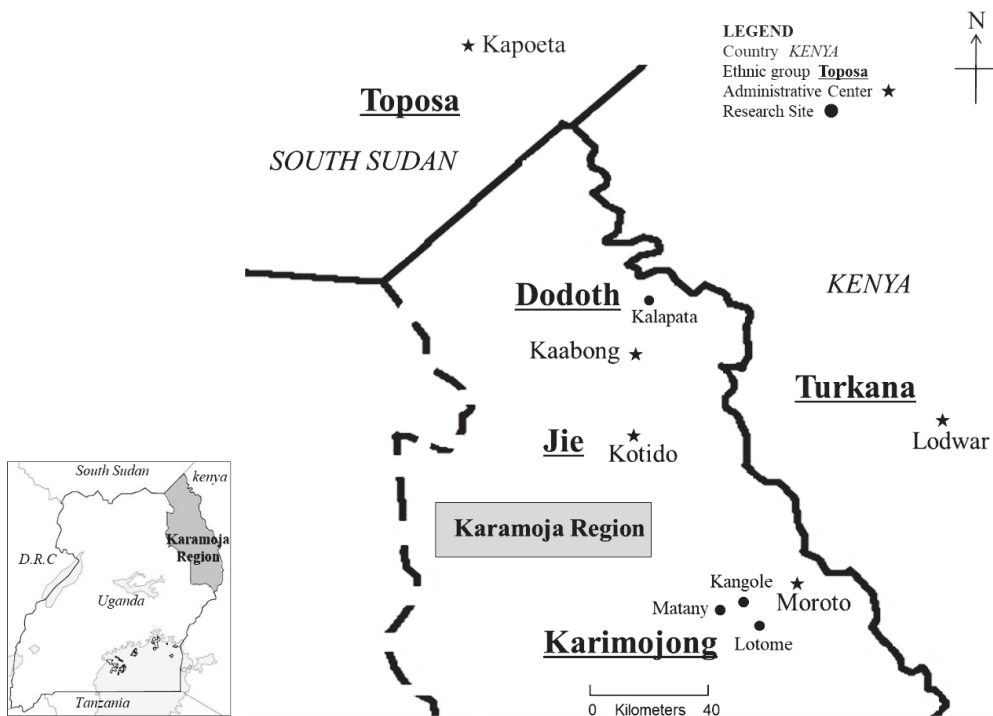 LEGEND
Country KENYA
Ethnic group Toposa
Administrative Center
Research Site
N
Kapoeta
Toposa
SOUTH SUDAN
KENYA
Dodoth
Kalapata
Kaabong
Turkana
Lodwar
Jie
Kotido
Karamoja Region
Kangole
Moroto
Matany
Lotome
Karimojong
0 Kilometers 40
South Sudan
kenya
Karamoja
Region
D.R.C
Uganda
Tanzania